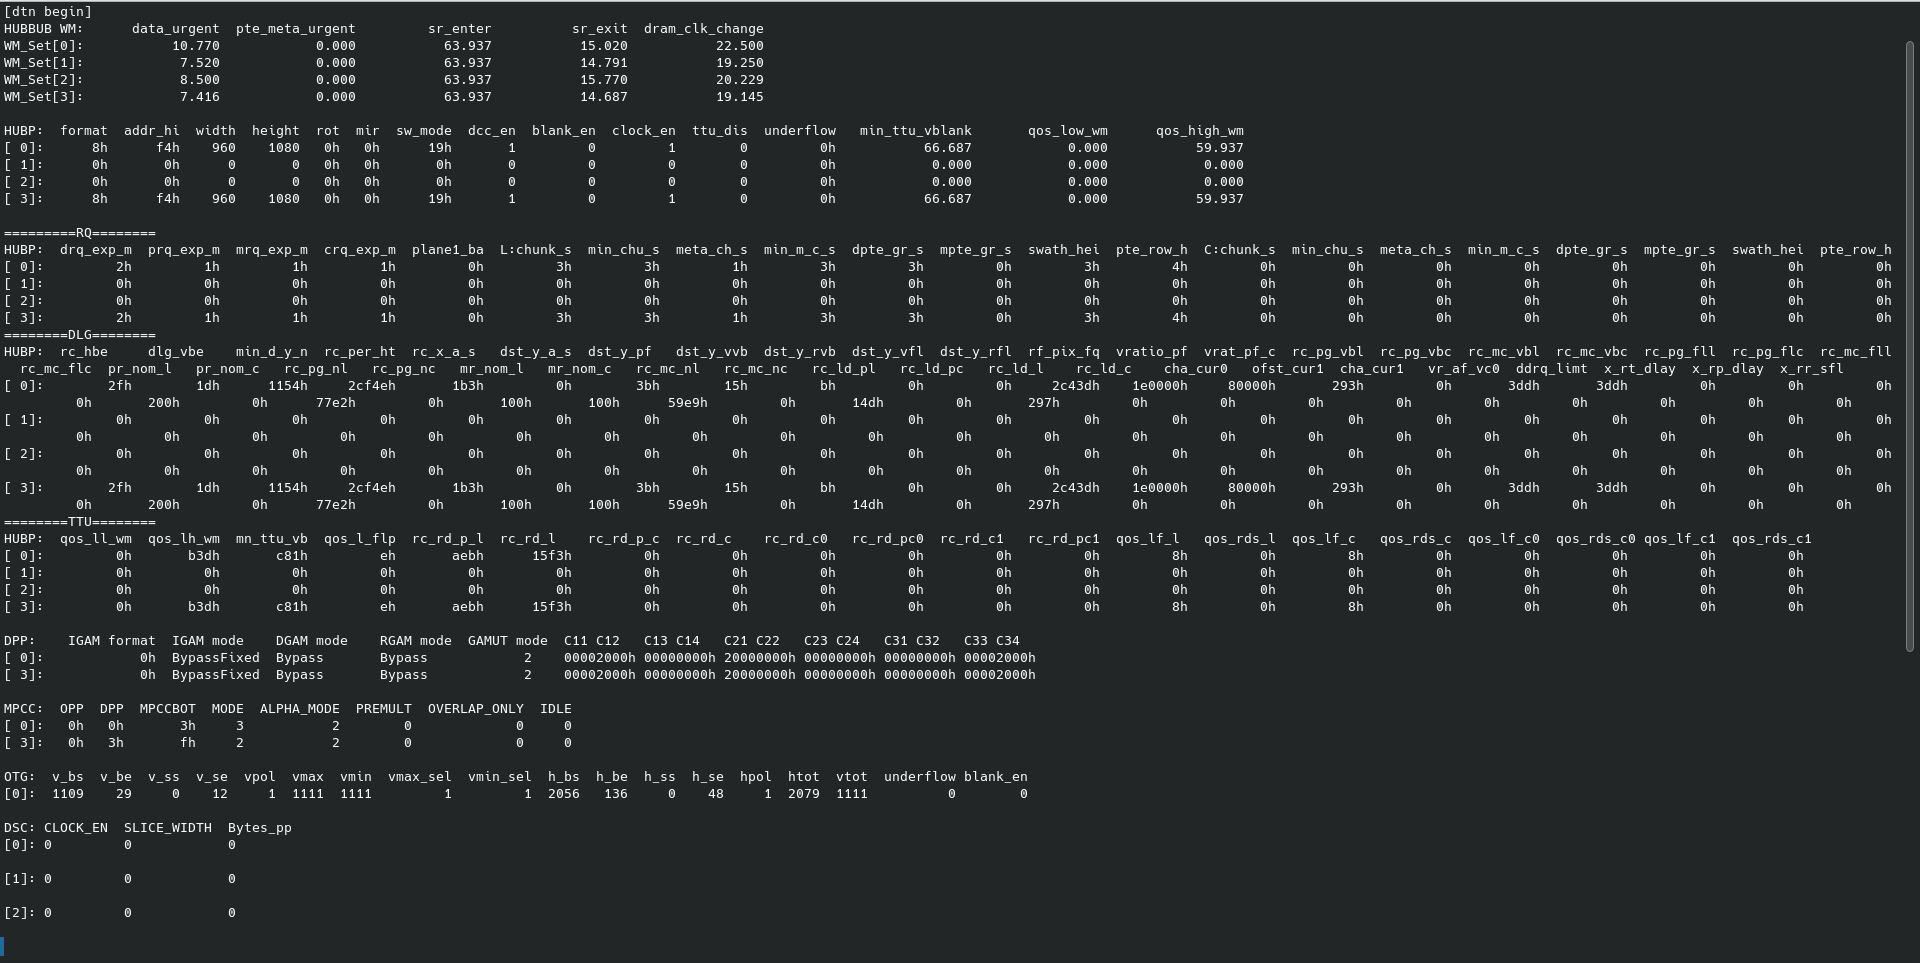 [dtn begin]
HUBBUB WM:      data_urgent  pte_meta_urgent         sr_enter          sr_exit  dram_clk_change
WM_Set[0]:           10.770            0.000           63.937           15.020           22.500
WM_Set[1]:            7.520            0.000           63.937           14.791           19.250
WM_Set[2]:            8.500            0.000           63.937           15.770           20.229
WM_Set[3]:            7.416            0.000           63.937           14.687           19.145
HUBP:  format  addr_hi  width  height  rot  mir  sw_mode  dcc_en  blank_en  clock_en  ttu_dis  underflow   min_ttu_vblank       qos_low_wm      qos_high_wm
[ 0]:      8h      f4h    960    1080   0h   0h      19h       1         0         1        0         0h           66.687            0.000           59.937
[ 1]:      0h       0h      0       0   0h   0h       0h       0         0         0        0         0h            0.000            0.000            0.000
[ 2]:      0h       0h      0       0   0h   0h       0h       0         0         0        0         0h            0.000            0.000            0.000
[ 3]:      8h      f4h    960    1080   0h   0h      19h       1         0         1        0         0h           66.687            0.000           59.937
=========RQ========
HUBP:  drq_exp_m  prq_exp_m  mrq_exp_m  crq_exp_m  plane1_ba  L:chunk_s  min_chu_s  meta_ch_s  min_m_c_s  dpte_gr_s  mpte_gr_s  swath_hei  pte_row_h  C:chunk_s  min_chu_s  meta_ch_s  min_m_c_s  dpte_gr_s  mpte_gr_s  swath_hei  pte_row_h
[ 0]:         2h         1h         1h         1h         0h         3h         3h         1h         3h         3h         0h         3h         4h         0h         0h         0h         0h         0h         0h         0h         0h
[ 1]:         0h         0h         0h         0h         0h         0h         0h         0h         0h         0h         0h         0h         0h         0h         0h         0h         0h         0h         0h         0h         0h
[ 2]:         0h         0h         0h         0h         0h         0h         0h         0h         0h         0h         0h         0h         0h         0h         0h         0h         0h         0h         0h         0h         0h
[ 3]:         2h         1h         1h         1h         0h         3h         3h         1h         3h         3h         0h         3h         4h         0h         0h         0h         0h         0h         0h         0h         0h
========DLG========
HUBP:  rc_hbe     dlg_vbe    min_d_y_n  rc_per_ht  rc_x_a_s   dst_y_a_s  dst_y_pf   dst_y_vvb  dst_y_rvb  dst_y_vfl  dst_y_rfl  rf_pix_fq  vratio_pf  vrat_pf_c  rc_pg_vbl  rc_pg_vbc  rc_mc_vbl  rc_mc_vbc  rc_pg_fll  rc_pg_flc  rc_mc_fll
  rc_mc_flc  pr_nom_l   pr_nom_c   rc_pg_nl   rc_pg_nc   mr_nom_l   mr_nom_c   rc_mc_nl   rc_mc_nc   rc_ld_pl   rc_ld_pc   rc_ld_l    rc_ld_c    cha_cur0   ofst_cur1  cha_cur1   vr_af_vc0  ddrq_limt  x_rt_dlay  x_rp_dlay  x_rr_sfl
[ 0]:        2fh        1dh      1154h     2cf4eh       1b3h         0h        3bh        15h         bh         0h         0h     2c43dh    1e0000h     80000h       293h         0h       3ddh       3ddh         0h         0h         0h
         0h       200h         0h      77e2h         0h       100h       100h      59e9h         0h       14dh         0h       297h         0h         0h         0h         0h         0h         0h         0h         0h         0h
[ 1]:         0h         0h         0h         0h         0h         0h         0h         0h         0h         0h         0h         0h         0h         0h         0h         0h         0h         0h         0h         0h         0h
         0h         0h         0h         0h         0h         0h         0h         0h         0h         0h         0h         0h         0h         0h         0h         0h         0h         0h         0h         0h         0h
[ 2]:         0h         0h         0h         0h         0h         0h         0h         0h         0h         0h         0h         0h         0h         0h         0h         0h         0h         0h         0h         0h         0h
         0h         0h         0h         0h         0h         0h         0h         0h         0h         0h         0h         0h         0h         0h         0h         0h         0h         0h         0h         0h         0h
[ 3]:        2fh        1dh      1154h     2cf4eh       1b3h         0h        3bh        15h         bh         0h         0h     2c43dh    1e0000h     80000h       293h         0h       3ddh       3ddh         0h         0h         0h
         0h       200h         0h      77e2h         0h       100h       100h      59e9h         0h       14dh         0h       297h         0h         0h         0h         0h         0h         0h         0h         0h         0h
========TTU========
HUBP:  qos_ll_wm  qos_lh_wm  mn_ttu_vb  qos_l_flp  rc_rd_p_l  rc_rd_l    rc_rd_p_c  rc_rd_c    rc_rd_c0   rc_rd_pc0  rc_rd_c1   rc_rd_pc1  qos_lf_l   qos_rds_l  qos_lf_c   qos_rds_c  qos_lf_c0  qos_rds_c0 qos_lf_c1  qos_rds_c1
[ 0]:         0h       b3dh       c81h         eh       aebh      15f3h         0h         0h         0h         0h         0h         0h         8h         0h         8h         0h         0h         0h         0h         0h
[ 1]:         0h         0h         0h         0h         0h         0h         0h         0h         0h         0h         0h         0h         0h         0h         0h         0h         0h         0h         0h         0h
[ 2]:         0h         0h         0h         0h         0h         0h         0h         0h         0h         0h         0h         0h         0h         0h         0h         0h         0h         0h         0h         0h
[ 3]:         0h       b3dh       c81h         eh       aebh      15f3h         0h         0h         0h         0h         0h         0h         8h         0h         8h         0h         0h         0h         0h         0h
DPP:    IGAM format  IGAM mode    DGAM mode    RGAM mode  GAMUT mode  C11 C12   C13 C14   C21 C22   C23 C24   C31 C32   C33 C34
[ 0]:            0h  BypassFixed  Bypass       Bypass            2    00002000h 00000000h 20000000h 00000000h 00000000h 00002000h
[ 3]:            0h  BypassFixed  Bypass       Bypass            2    00002000h 00000000h 20000000h 00000000h 00000000h 00002000h
MPCC:  OPP  DPP  MPCCBOT  MODE  ALPHA_MODE  PREMULT  OVERLAP_ONLY  IDLE
[ 0]:   0h   0h       3h     3           2        0             0     0
[ 3]:   0h   3h       fh     2           2        0             0     0
OTG:  v_bs  v_be  v_ss  v_se  vpol  vmax  vmin  vmax_sel  vmin_sel  h_bs  h_be  h_ss  h_se  hpol  htot  vtot  underflow blank_en
[0]:  1109    29     0    12     1  1111  1111         1         1  2056   136     0    48     1  2079  1111          0        0
DSC: CLOCK_EN  SLICE_WIDTH  Bytes_pp
[0]: 0         0            0
[1]: 0         0            0
[2]: 0         0            0